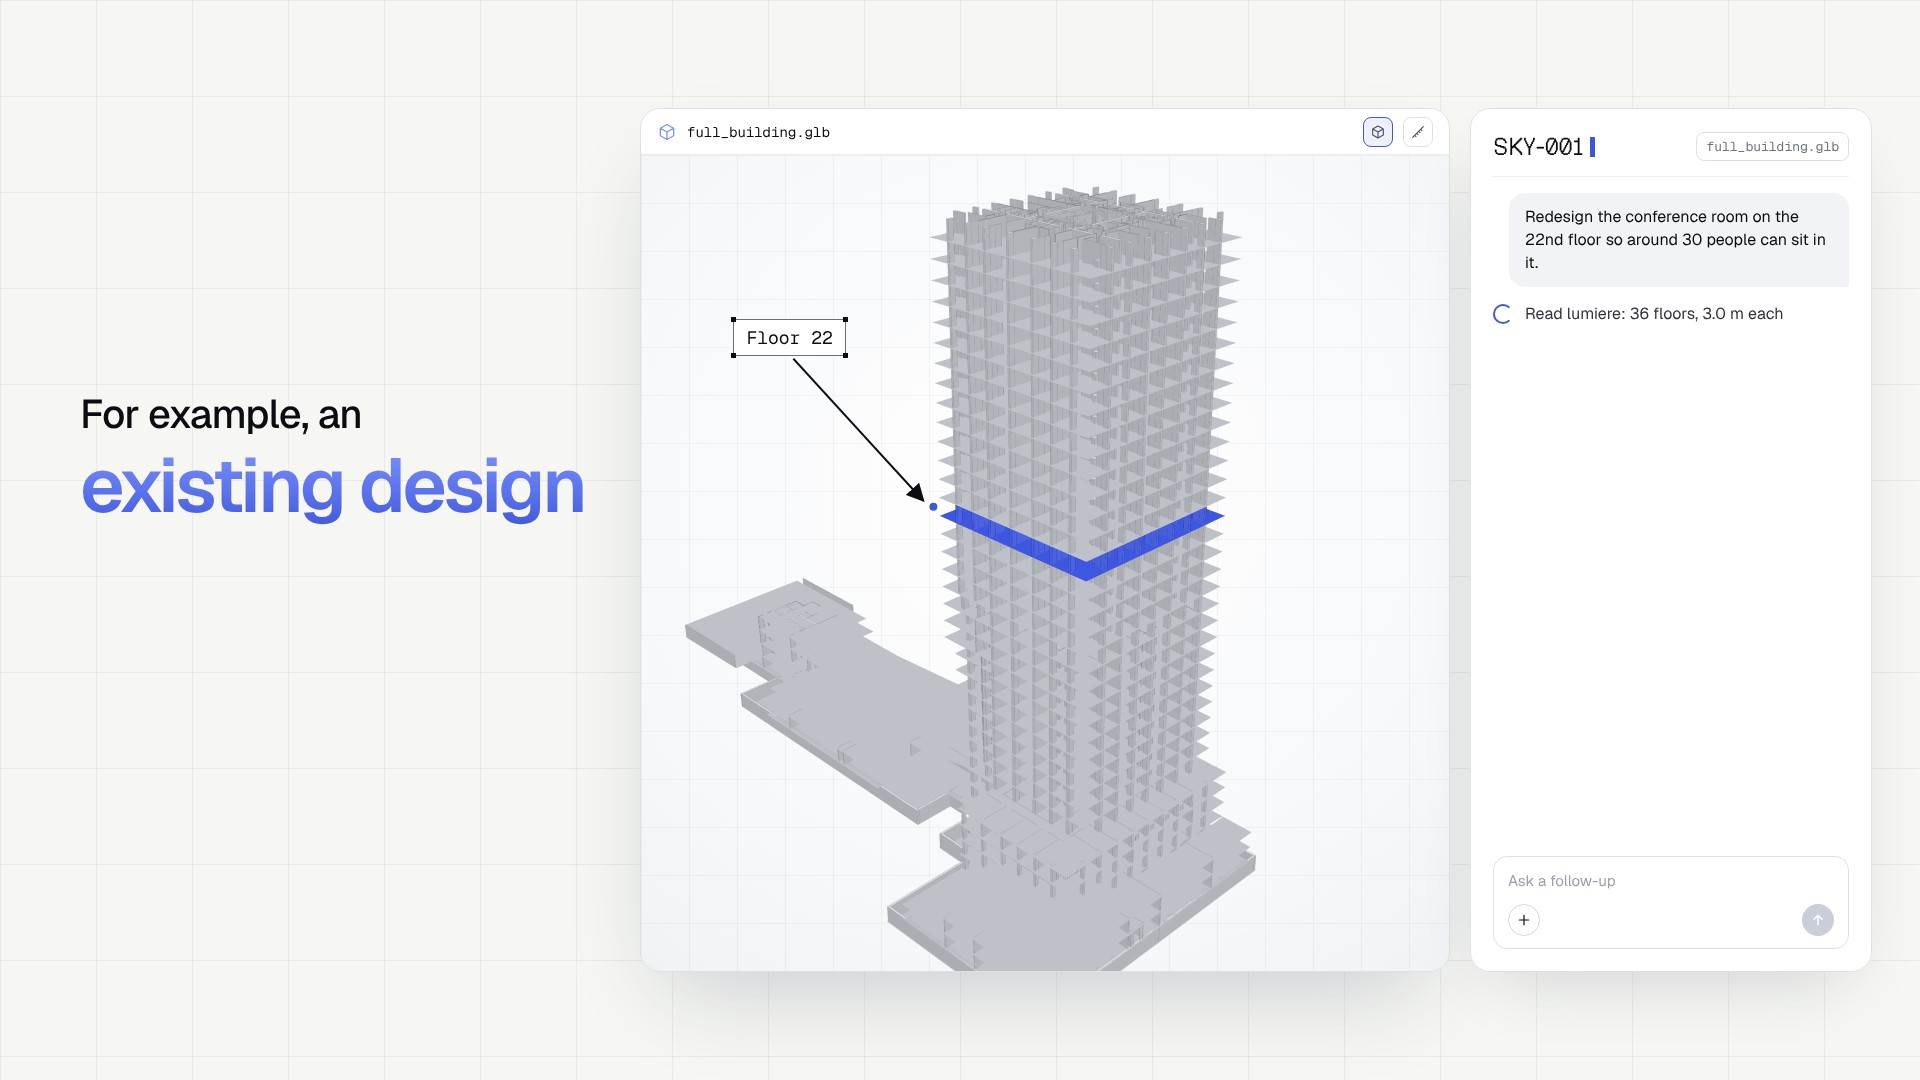 For example, an
existing design
full_building.glb
Floor 22
SKY-001
full_building.glb
Redesign the conference room on the
22nd floor so around 30 people can sit in
it.
Read lumiere: 36 floors, 3.0 m each
Ask a follow-up